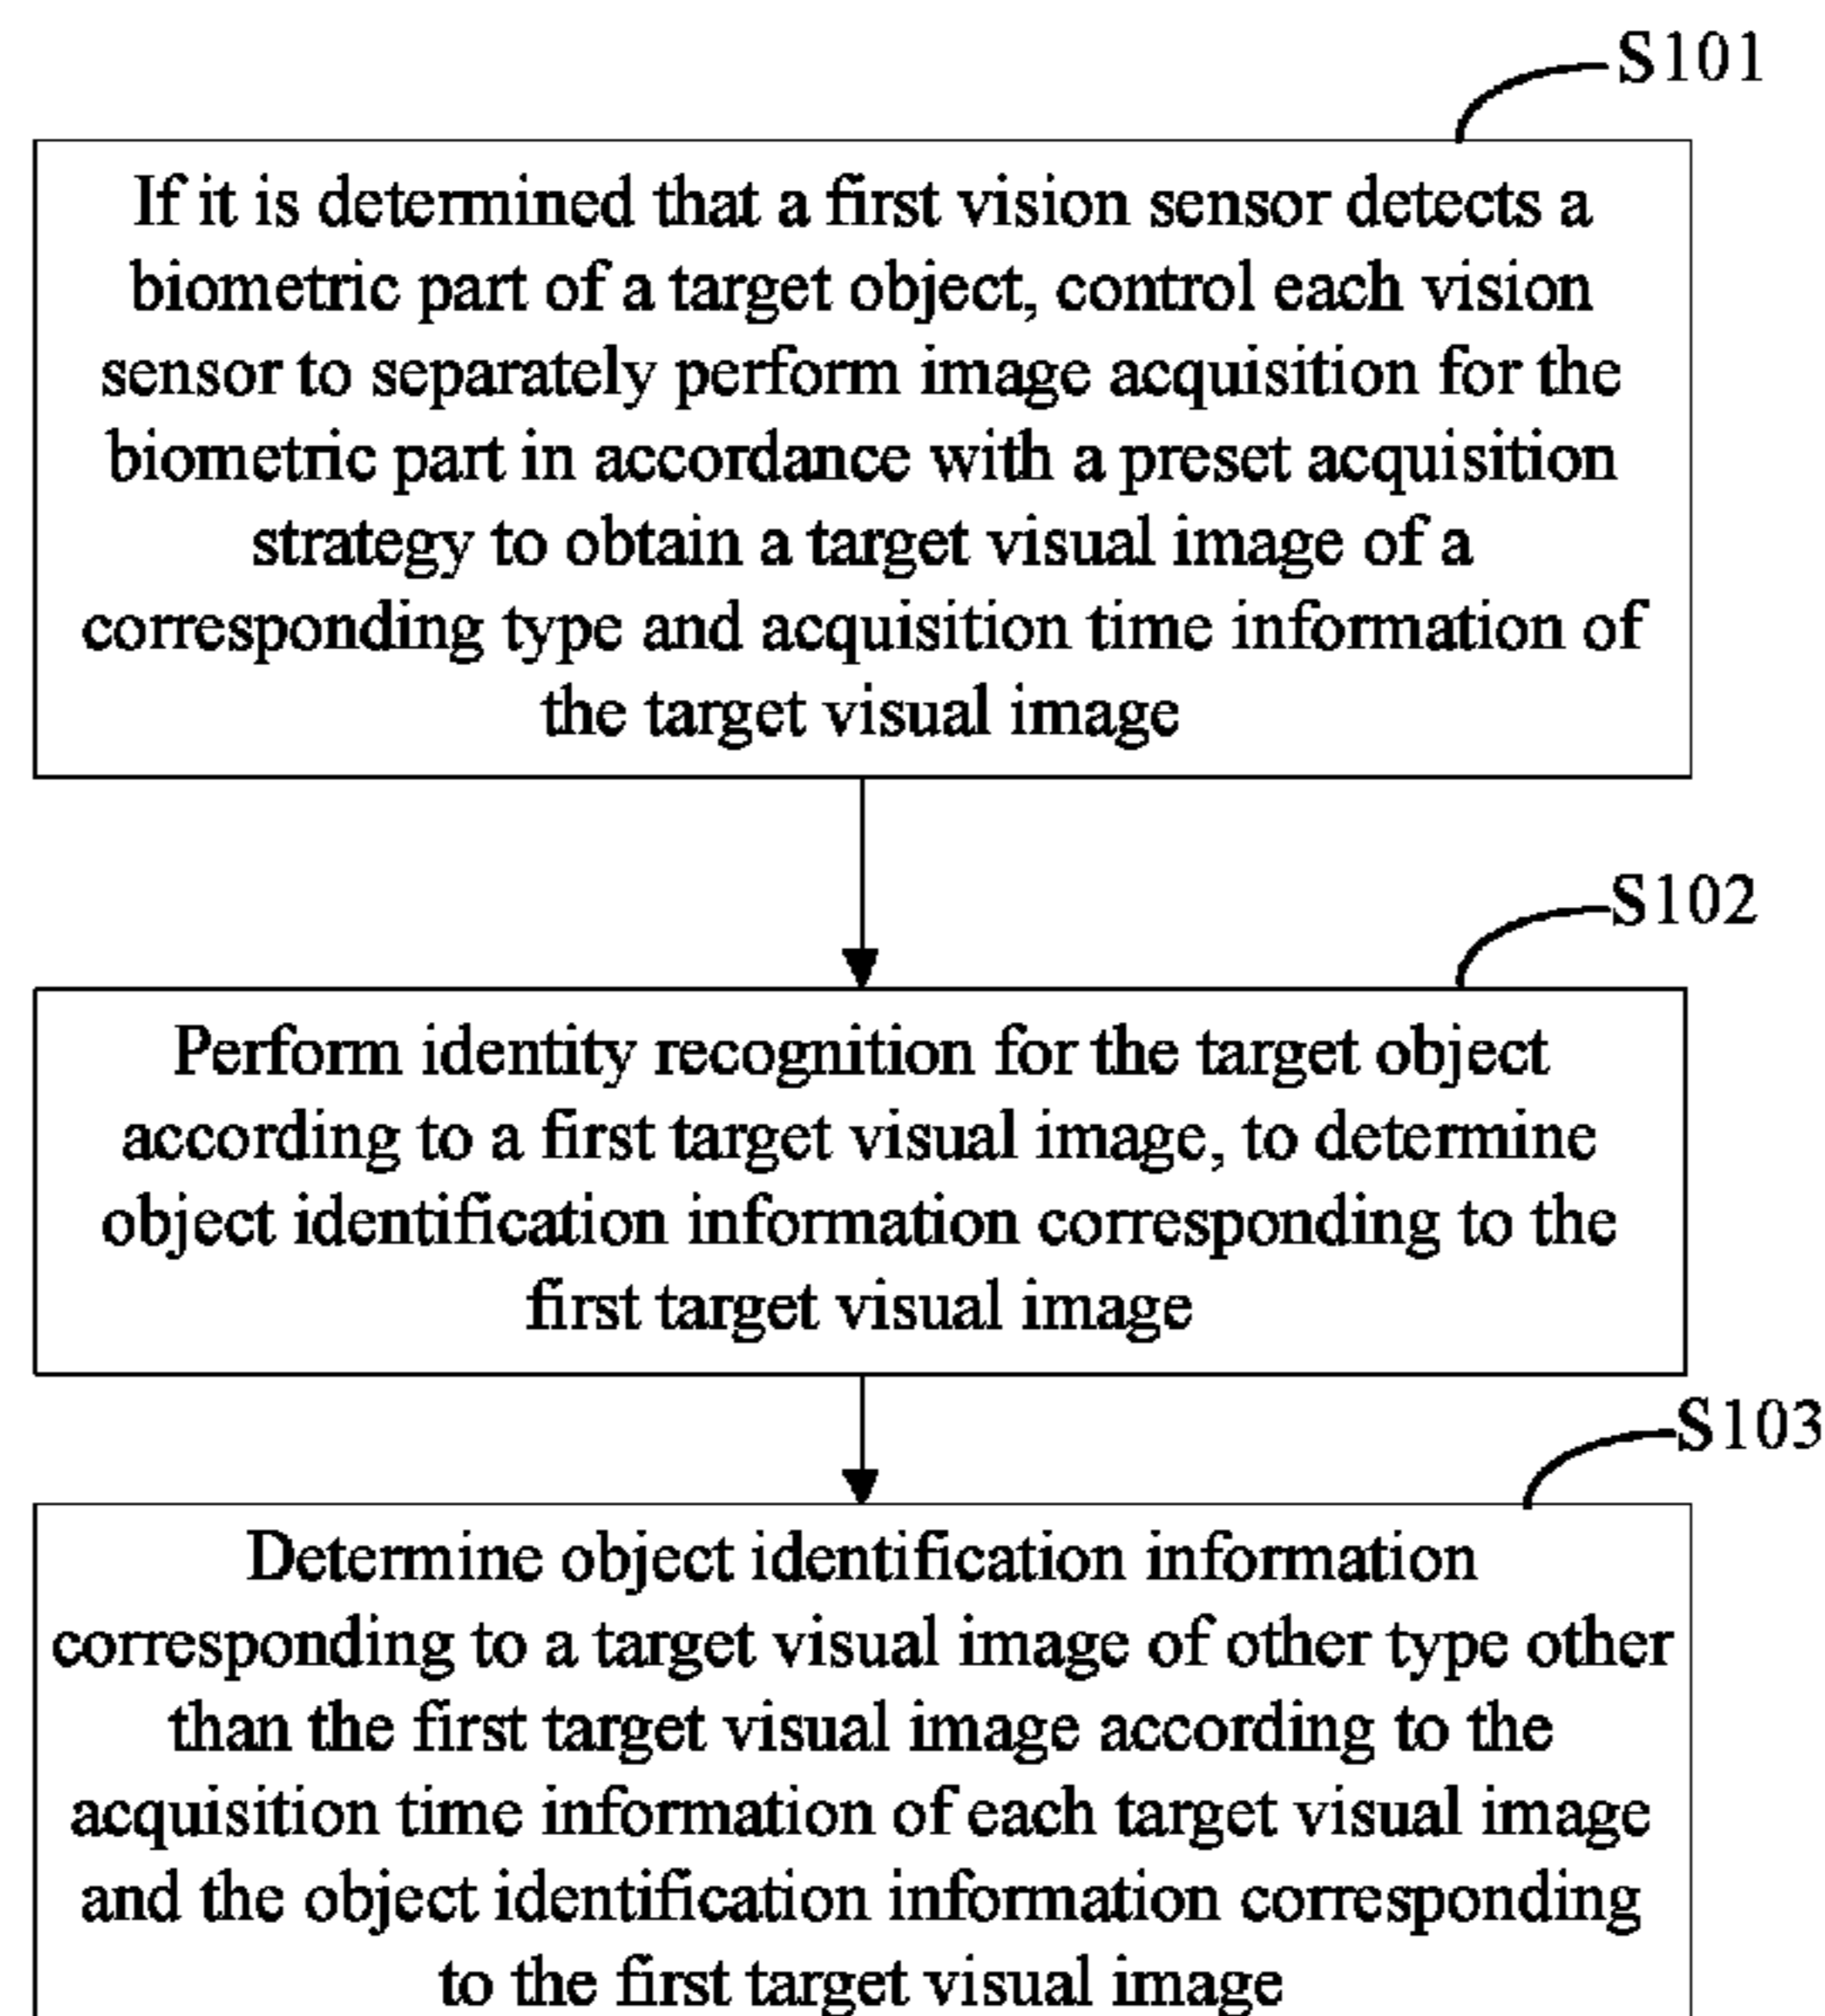 S101
If it is determined that a first vision sensor detects a
biometric part of a target object, control each vision
sensor to separately perform image acquisition for the
biometric part in accordance with a preset acquisition
strategy to obtain a target visual image of a
corresponding type and acquisition time information of
the target visual image
S102
Perform identity recognition for the target object
according to a first target visual image, to determine
object identification information corresponding to the
first target visual image
S103
Determine object identification information
corresponding to a target visual image of other type other
than the first target visual image according to the
acquisition time information of each target visual image
and the object identification information corresponding
to the first target visual image